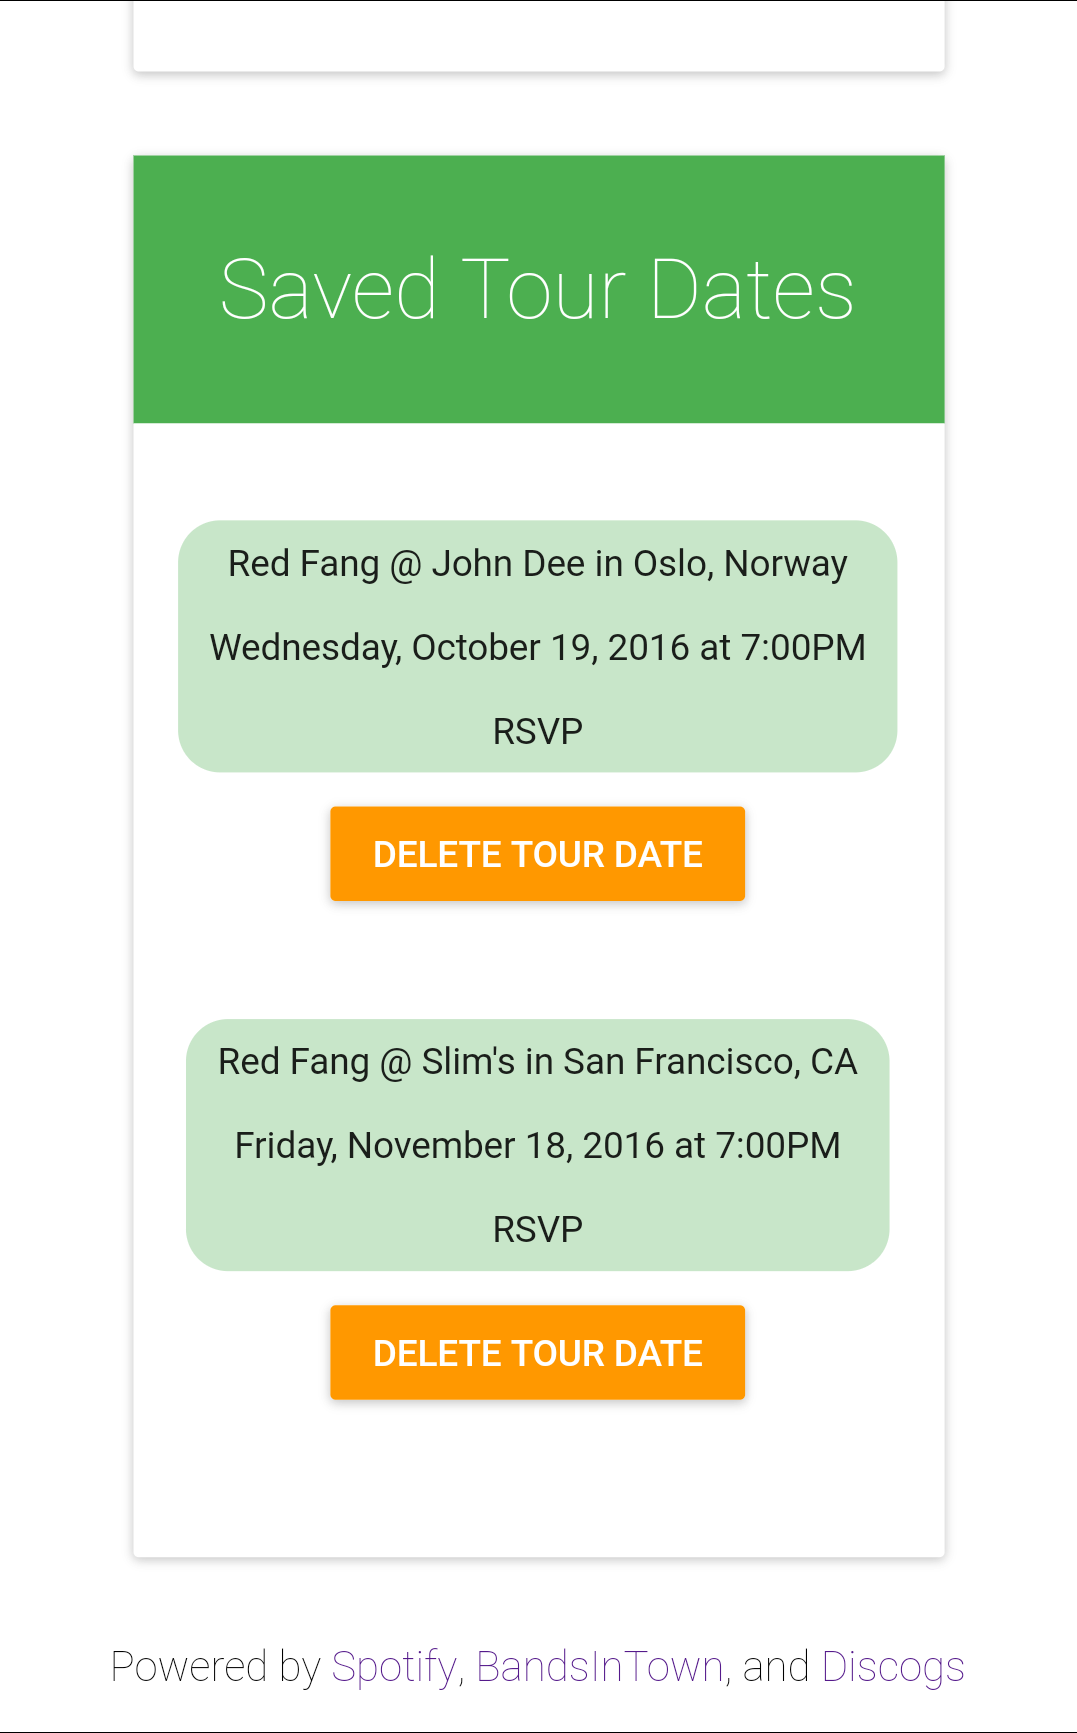 Saved Tour Dates
Red Fang @ John Dee in Oslo, Norway
Wednesday, October 19, 2016 at 7:00PM
RSVP
DELETE TOUR DATE
Red Fang @ Slim's in San Francisco, CA
Friday, November 18, 2016 at 7:00PM
RSVP
DELETE TOUR DATE
Powered by Spotify, BandsInTown, and Discogs